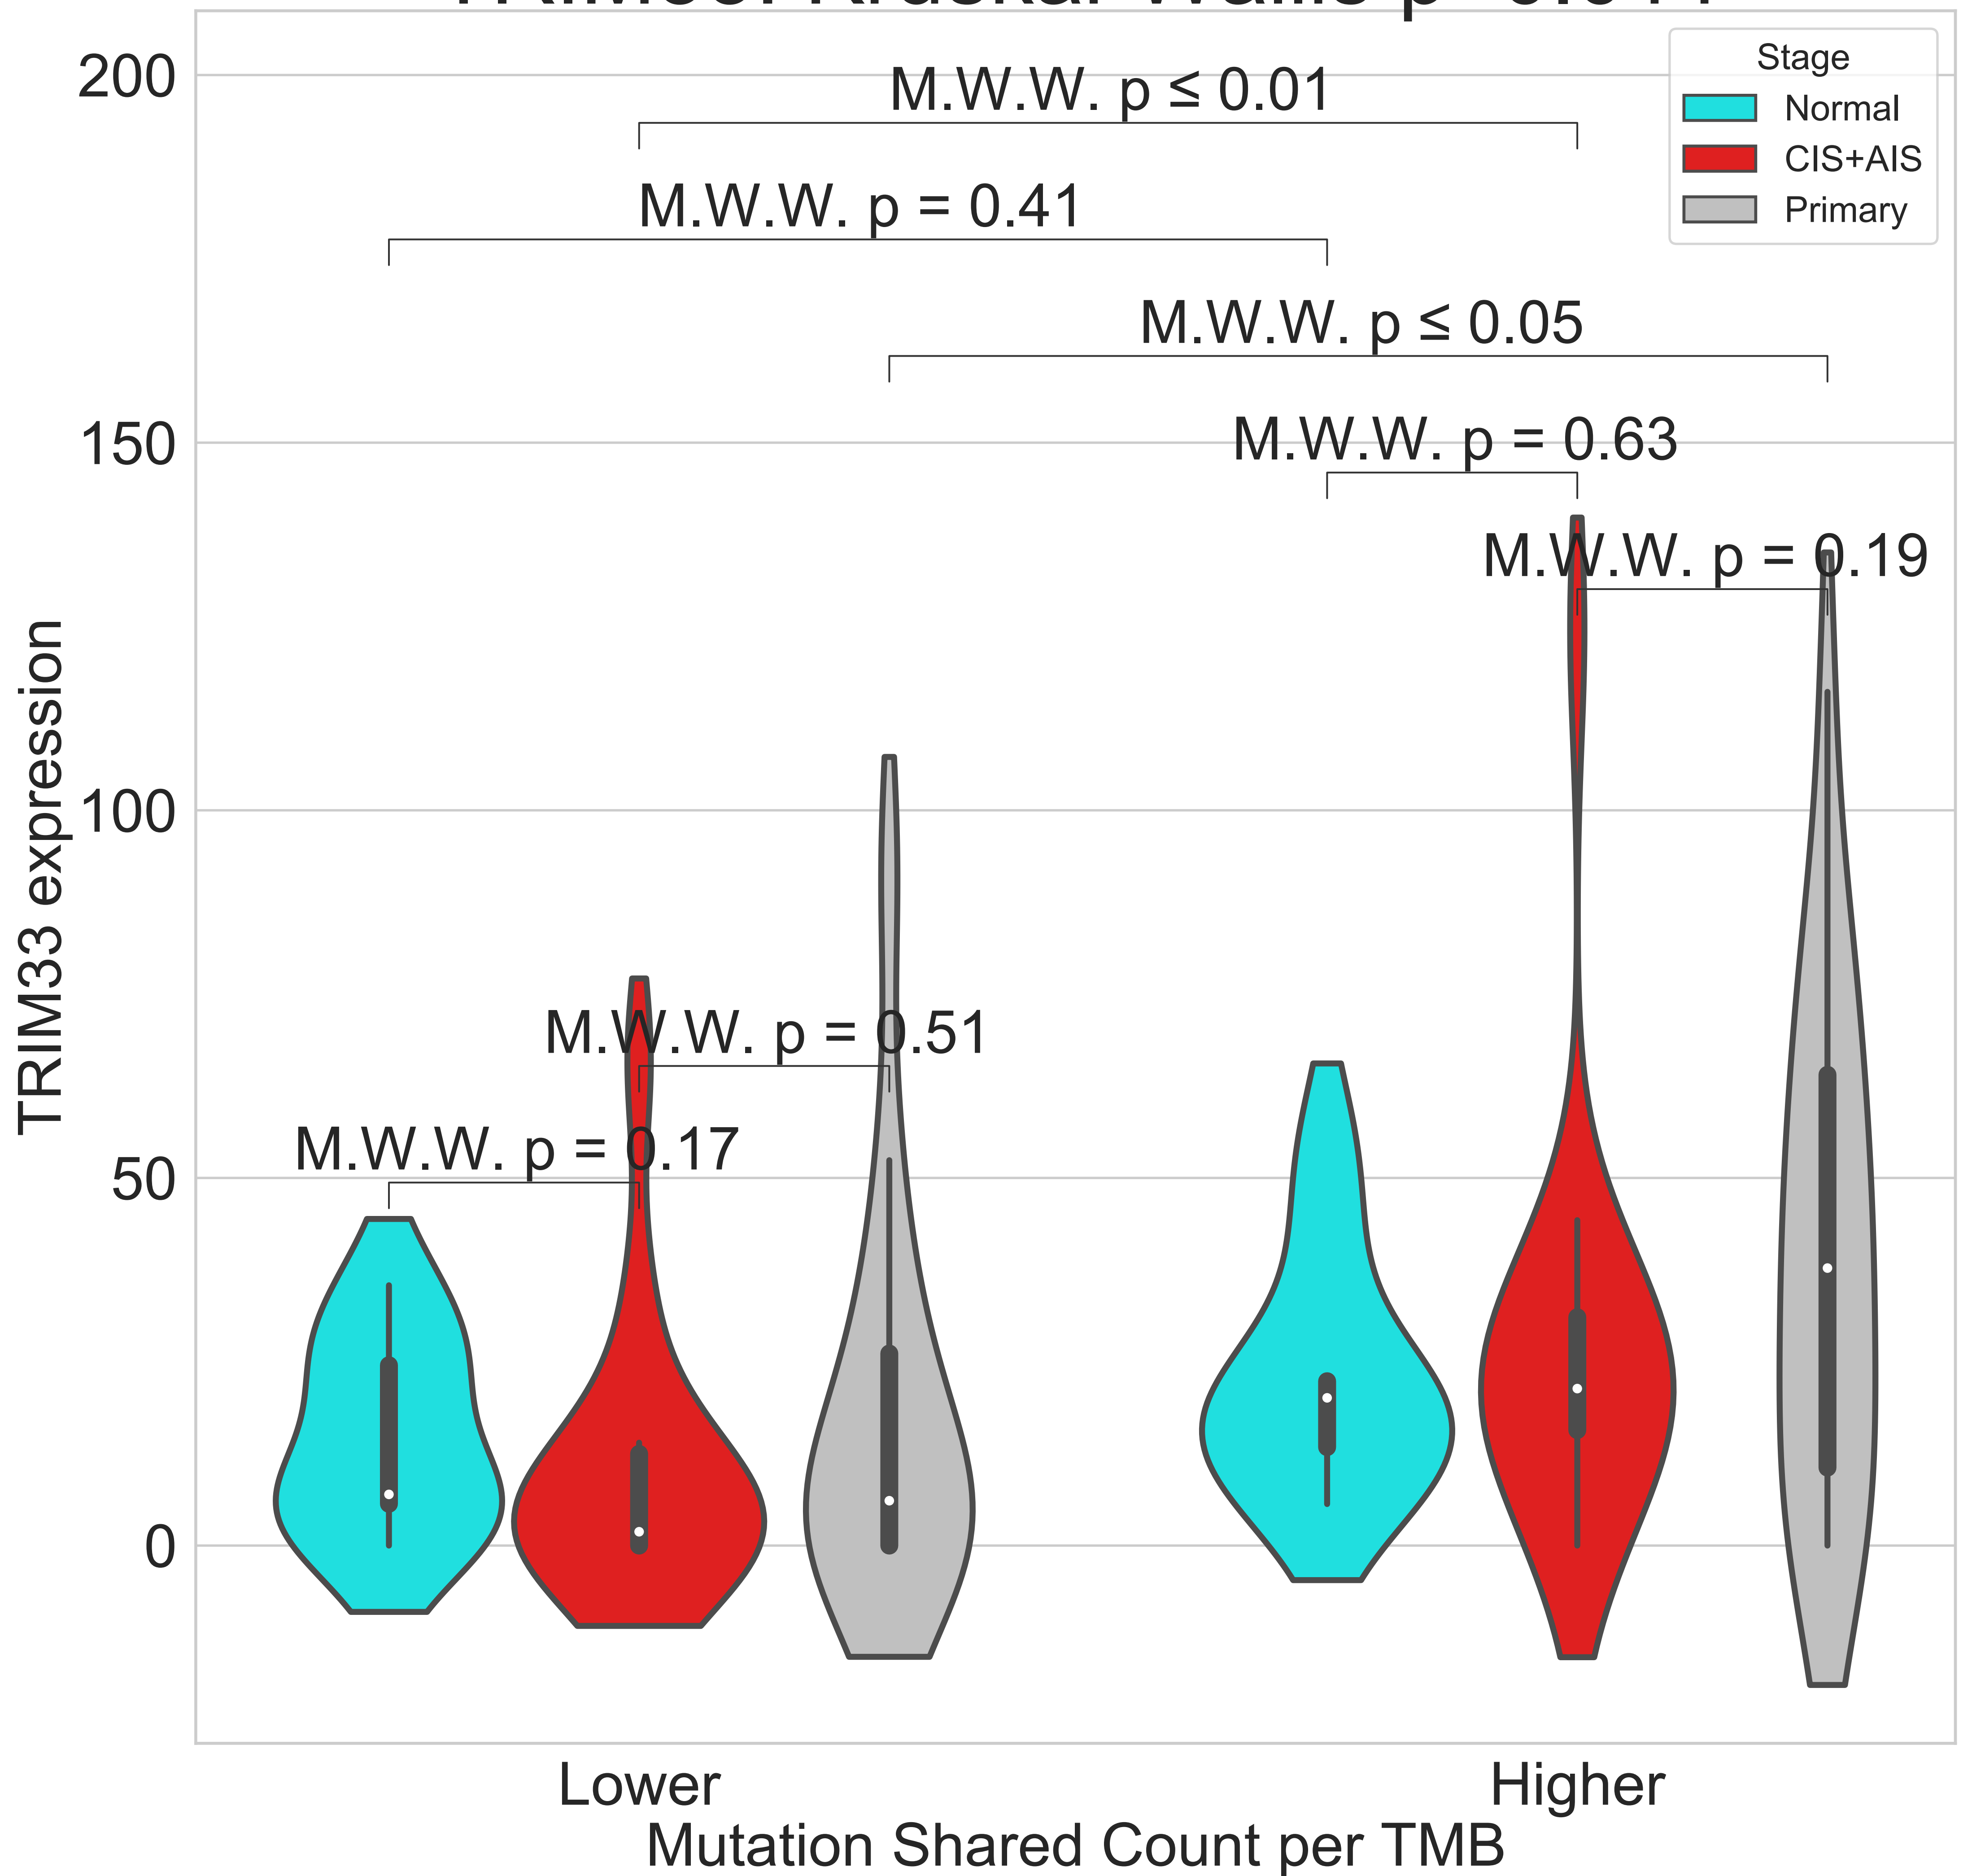 200
M.W.W. p ≤ 0.01
Stage
Normal
CIS+AIS
Primary
M.W.W. p = 0.41
M.W.W. p ≤ 0.05
150
M.W.W. p = 0.63
M.W.W. p = 0.19
TRIM33 expression
100
M.W.W. p = 0.51
M.W.W. p = 0.17
50
0
Lower
Higher
Mutation Shared Count per TMB